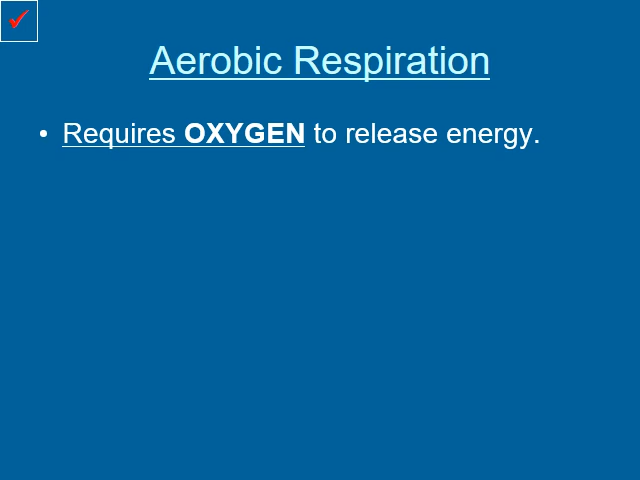 Aerobic Respiration
• Requires OXYGEN to release energy.